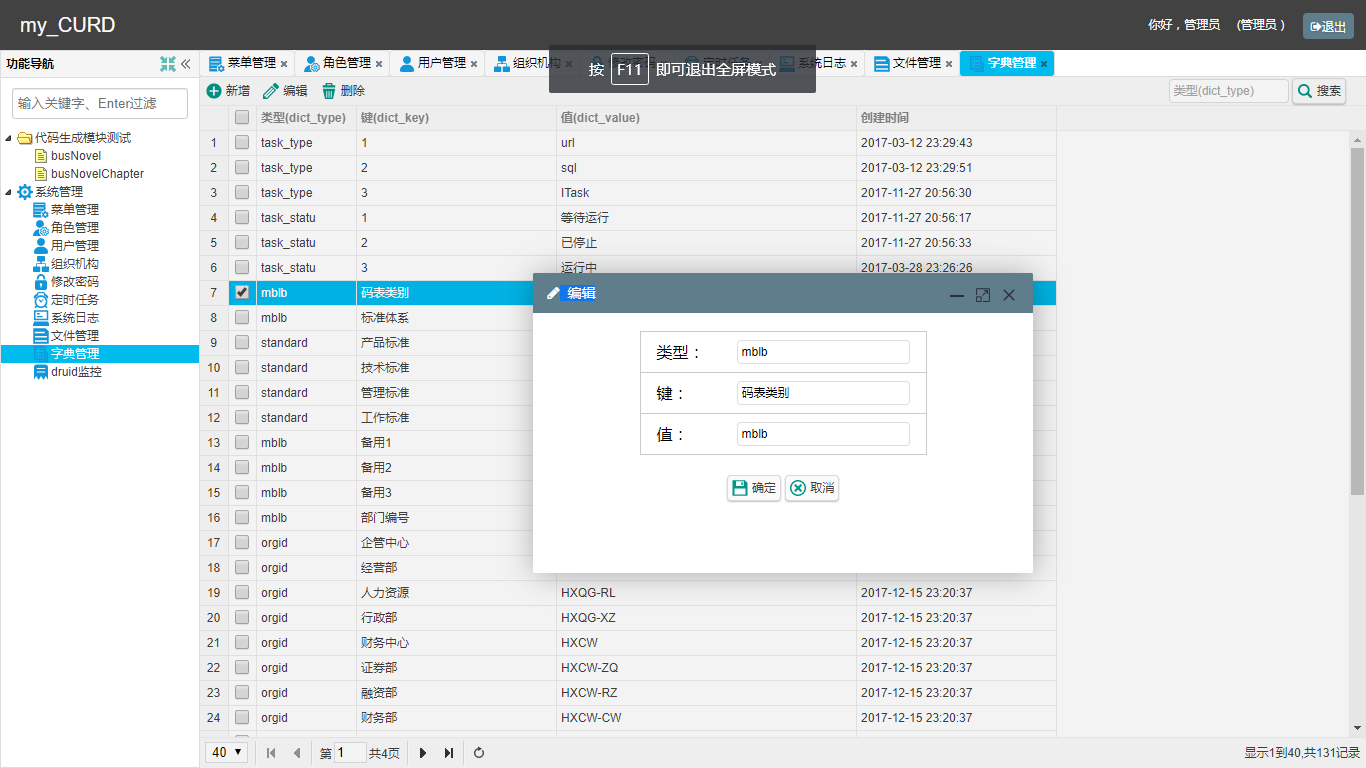 my_CURD
你好，管理员 （管理员） 退出
功能导航
输入关键字、Enter过滤
代码生成模块测试
busNovel
busNovelChapter
系统管理
菜单管理
角色管理
用户管理
组织机构
修改密码
定时任务
系统日志
文件管理
字典管理
druid监控
菜单管理 角色管理 用户管理 组织机构 修改密码 定时任务 系统日志 文件管理 字典管理
按 F11 即可退出全屏模式
新增 编辑 删除 类型(dict_type) 搜索
类型(dict_type) 键(dict_key) 值(dict_value) 创建时间
1 task_type 1 url 2017-03-12 23:29:43
2 task_type 2 sql 2017-03-12 23:29:51
3 task_type 3 ITask 2017-11-27 20:56:30
4 task_statu 1 等待运行 2017-11-27 20:56:17
5 task_statu 2 已停止 2017-11-27 20:56:33
6 task_statu 3 运行中 2017-03-28 23:26:26
7 mblb 码表类别
8 mblb 标准体系
9 standard 产品标准
10 standard 技术标准
11 standard 管理标准
12 standard 工作标准
13 mblb 备用1
14 mblb 备用2
15 mblb 备用3
16 mblb 部门编号
17 orgid 企管中心
18 orgid 经营部
19 orgid 人力资源 HXQG-RL 2017-12-15 23:20:37
20 orgid 行政部 HXQG-XZ 2017-12-15 23:20:37
21 orgid 财务中心 HXCW 2017-12-15 23:20:37
22 orgid 证券部 HXCW-ZQ 2017-12-15 23:20:37
23 orgid 融资部 HXCW-RZ 2017-12-15 23:20:37
24 orgid 财务部 HXCW-CW 2017-12-15 23:20:37
编辑
类型： mblb
键： 码表类别
值： mblb
确定 取消
40 第 1 共4页 显示1到40,共131记录